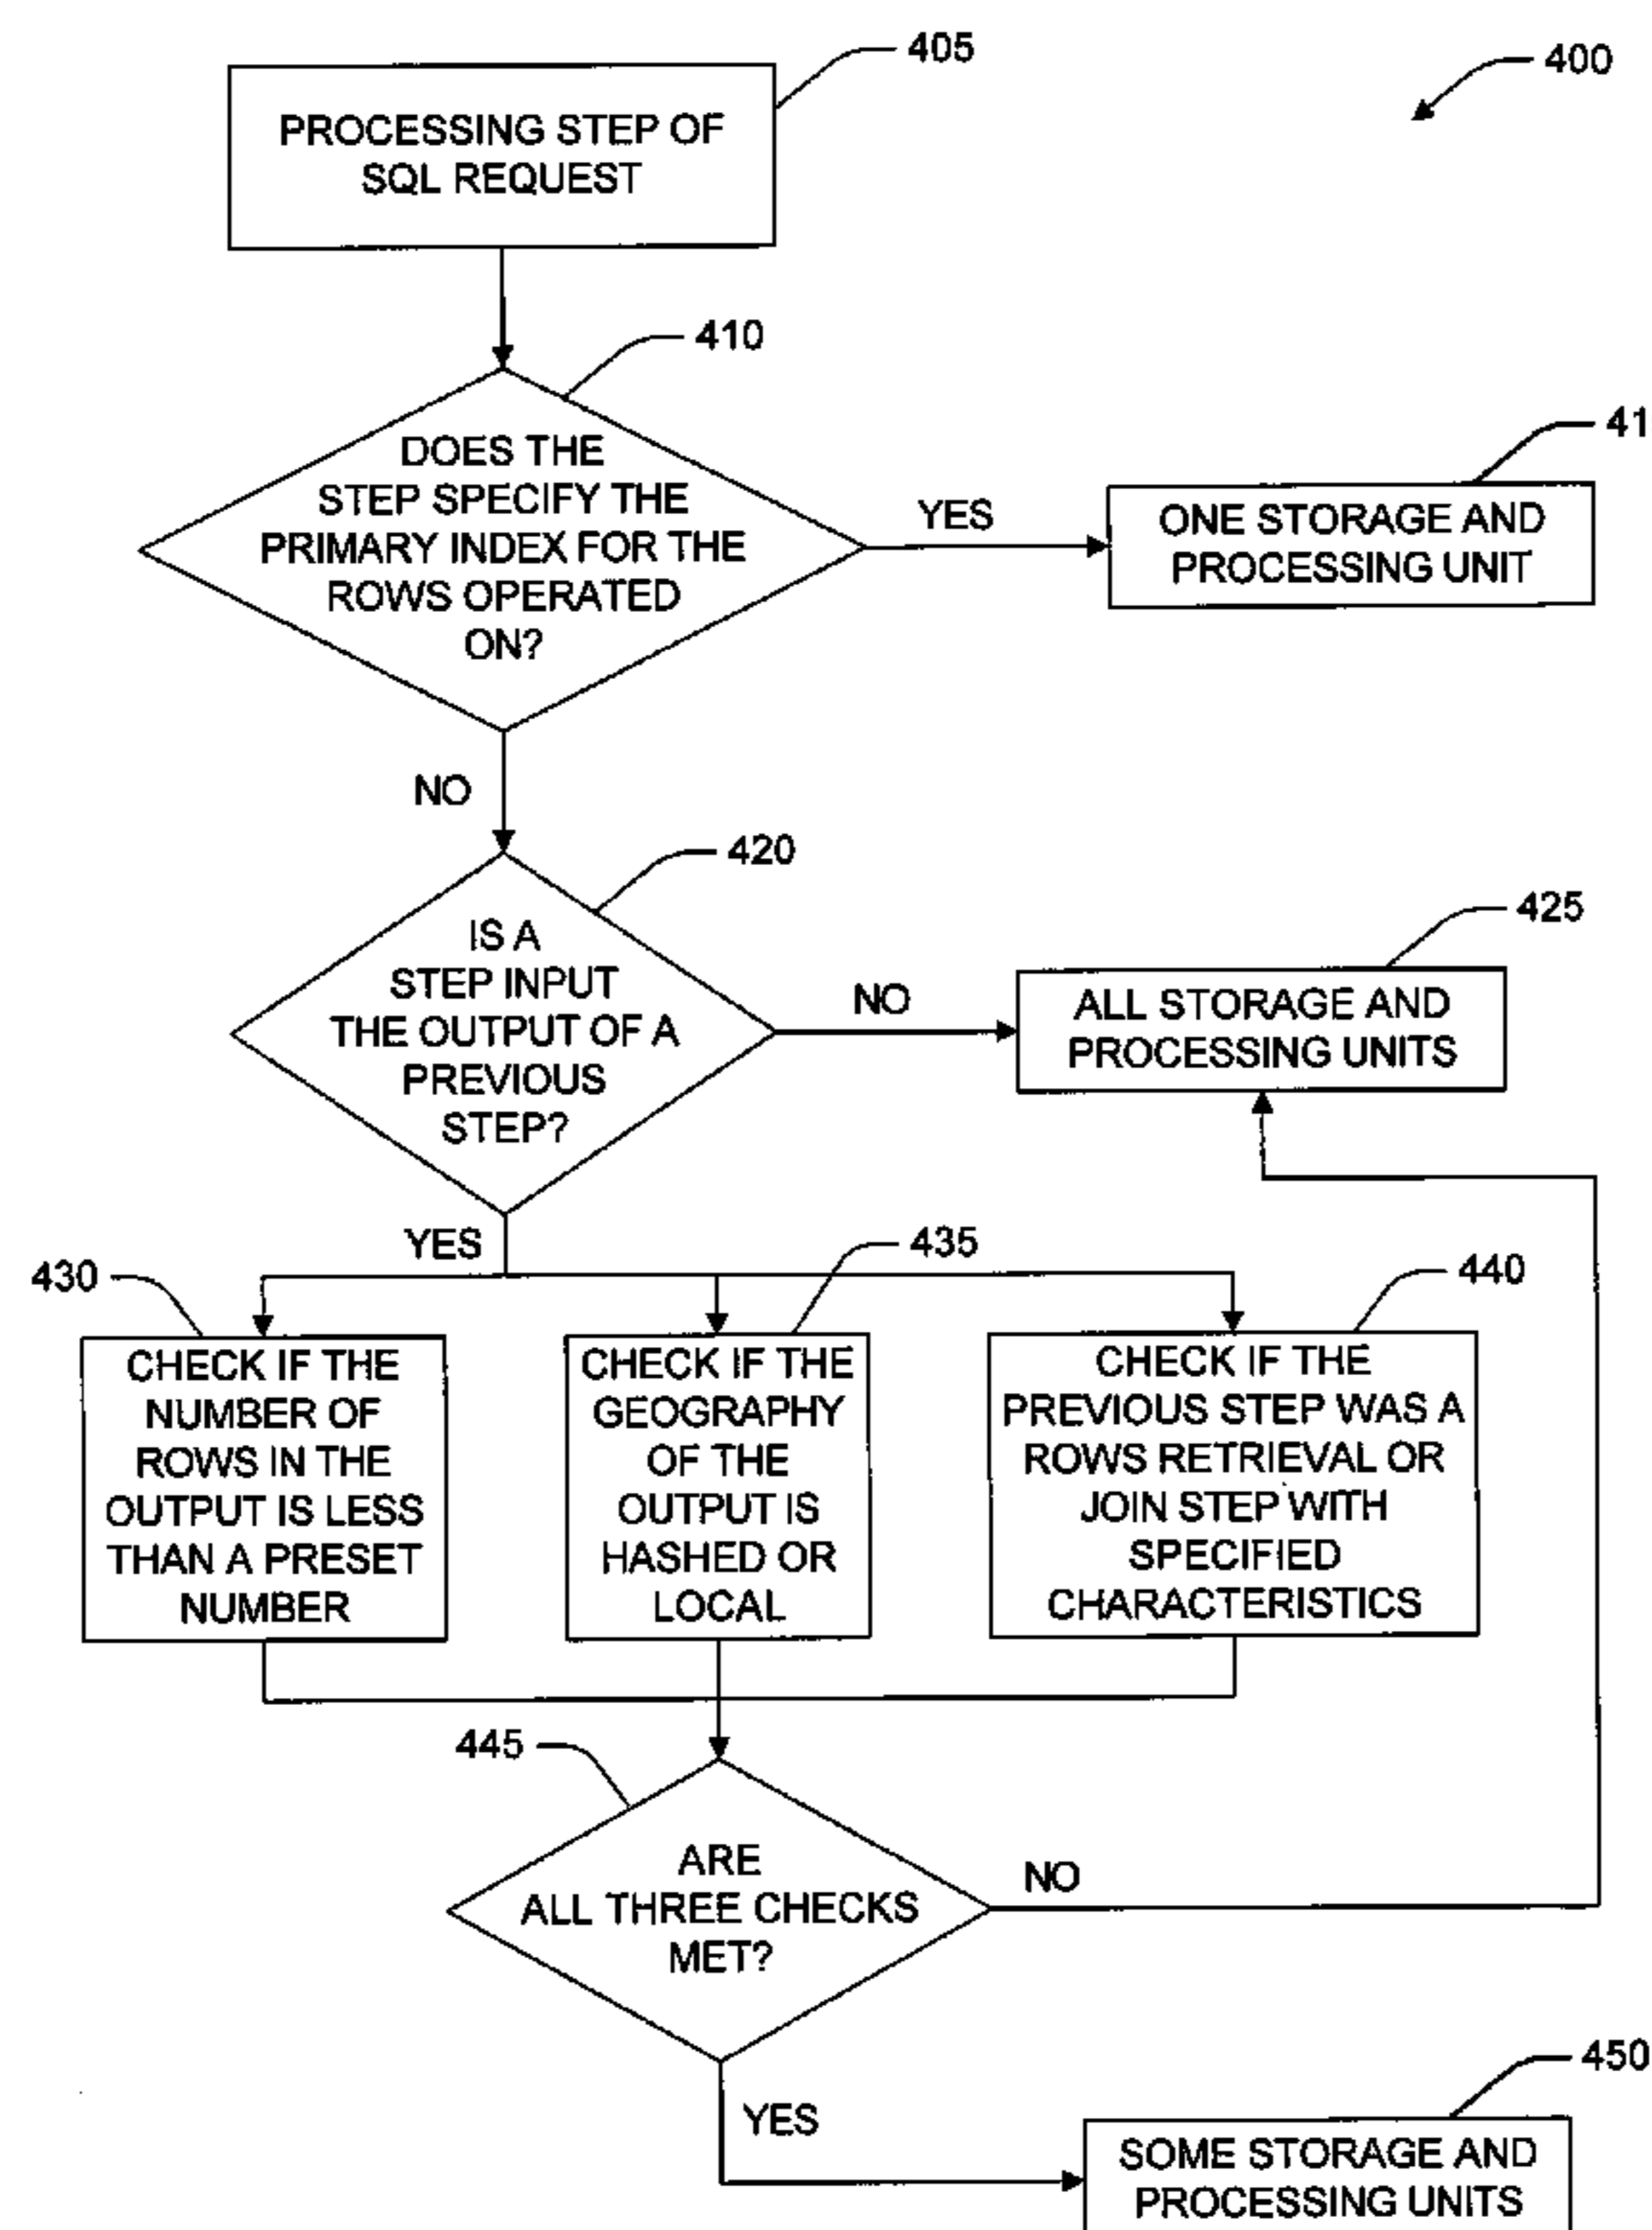 405
400
PROCESSING STEP OF
SQL REQUEST
410
DOES THE
STEP SPECIFY THE
PRIMARY INDEX FOR THE
ROWS OPERATED
ON?
YES
41
ONE STORAGE AND
PROCESSING UNIT
NO
420
IS A
STEP INPUT
THE OUTPUT OF A
PREVIOUS
STEP?
NO
425
ALL STORAGE AND
PROCESSING UNITS
YES
430
435
440
CHECK IF THE
NUMBER OF
ROWS IN THE
OUTPUT IS LESS
THAN A PRESET
NUMBER
CHECK IF THE
GEOGRAPHY
OF THE
OUTPUT IS
HASHED OR
LOCAL
CHECK IF THE
PREVIOUS STEP WAS A
ROWS RETRIEVAL OR
JOIN STEP WITH
SPECIFIED
CHARACTERISTICS
445
ARE
ALL THREE CHECKS
MET?
NO
YES
450
SOME STORAGE AND
PROCESSING UNITS